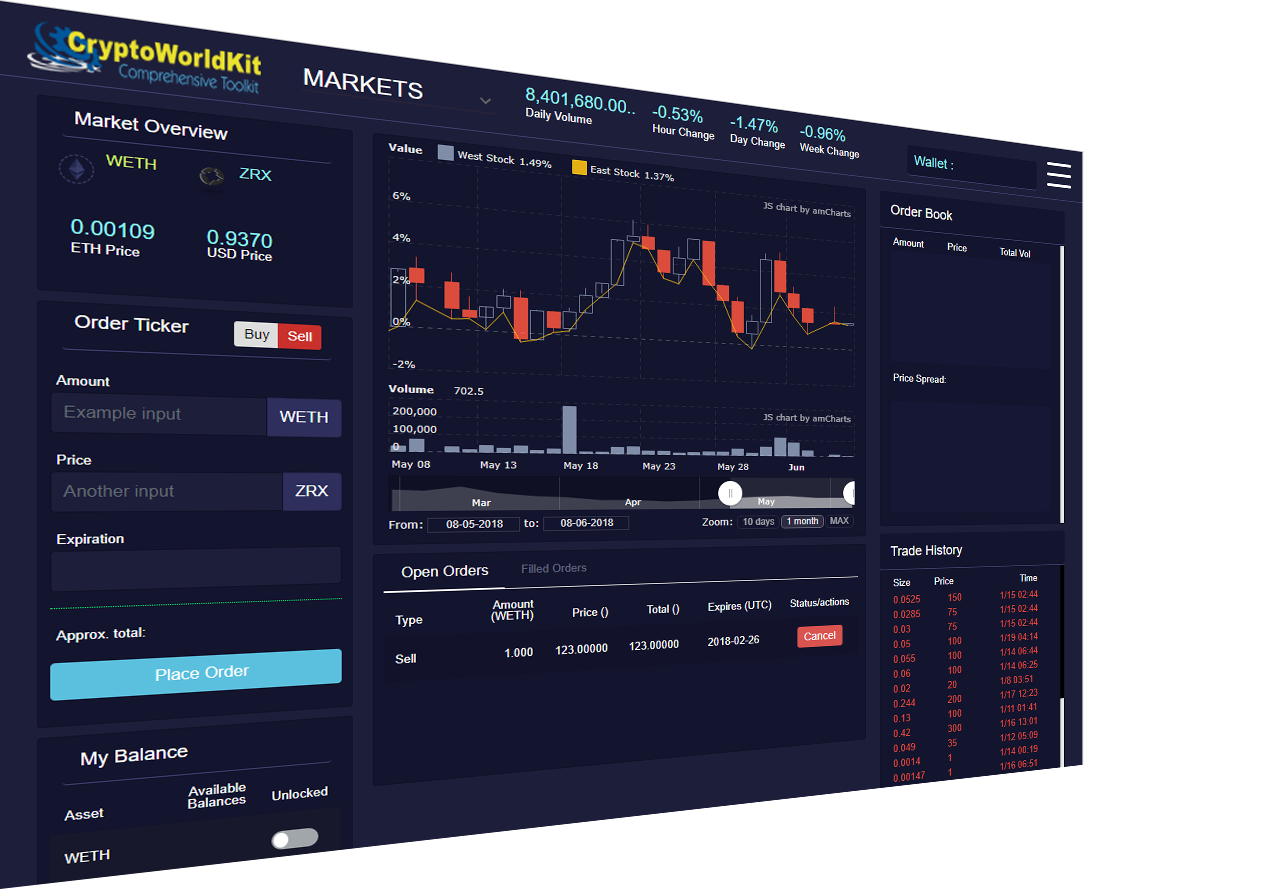 CryptoWorldKit
Comprehensive Toolkit
MARKETS
8,401,680.00..
Daily Volume
-0.53%
Hour Change
-1.47%
Day Change
-0.96%
Week Change
Wallet :
Market Overview
WETH
ZRX
0.00109
ETH Price
0.9370
USD Price
Order Ticker
Buy
Sell
Amount
Example input
WETH
Price
Another input
ZRX
Expiration
Approx. total:
Place Order
My Balance
Asset
Available
Balances
Unlocked
WETH
Value
West Stock 1.49%
East Stock 1.37%
JS chart by amCharts
6%
4%
2%
0%
-2%
Volume
702.5
JS chart by amCharts
200,000
100,000
0
May 08
May 13
May 18
May 23
May 28
Jun
Mar
Apr
May
From: 08-05-2018 to: 08-06-2018
Zoom: 10 days 1 month MAX
Open Orders
Filled Orders
Type
Amount
(WETH)
Price ()
Total ()
Expires (UTC)
Status/actions
Sell 1.000 123.00000 123.00000 2018-02-26 Cancel
Order Book
Amount Price Total Vol
Price Spread:
Trade History
Size Price Time
0.0525 150 1/15 02:44
0.0285 75 1/15 02:44
0.03 75 1/15 02:44
0.05 100 1/19 04:14
0.055 100 1/14 06:44
0.06 100 1/14 06:25
0.02 20 1/8 03:51
0.244 200 1/17 12:23
0.13 100 1/11 01:41
0.42 300 1/16 13:01
0.049 35 1/12 05:09
0.0014 1 1/14 00:19
0.00147 1 1/16 06:51